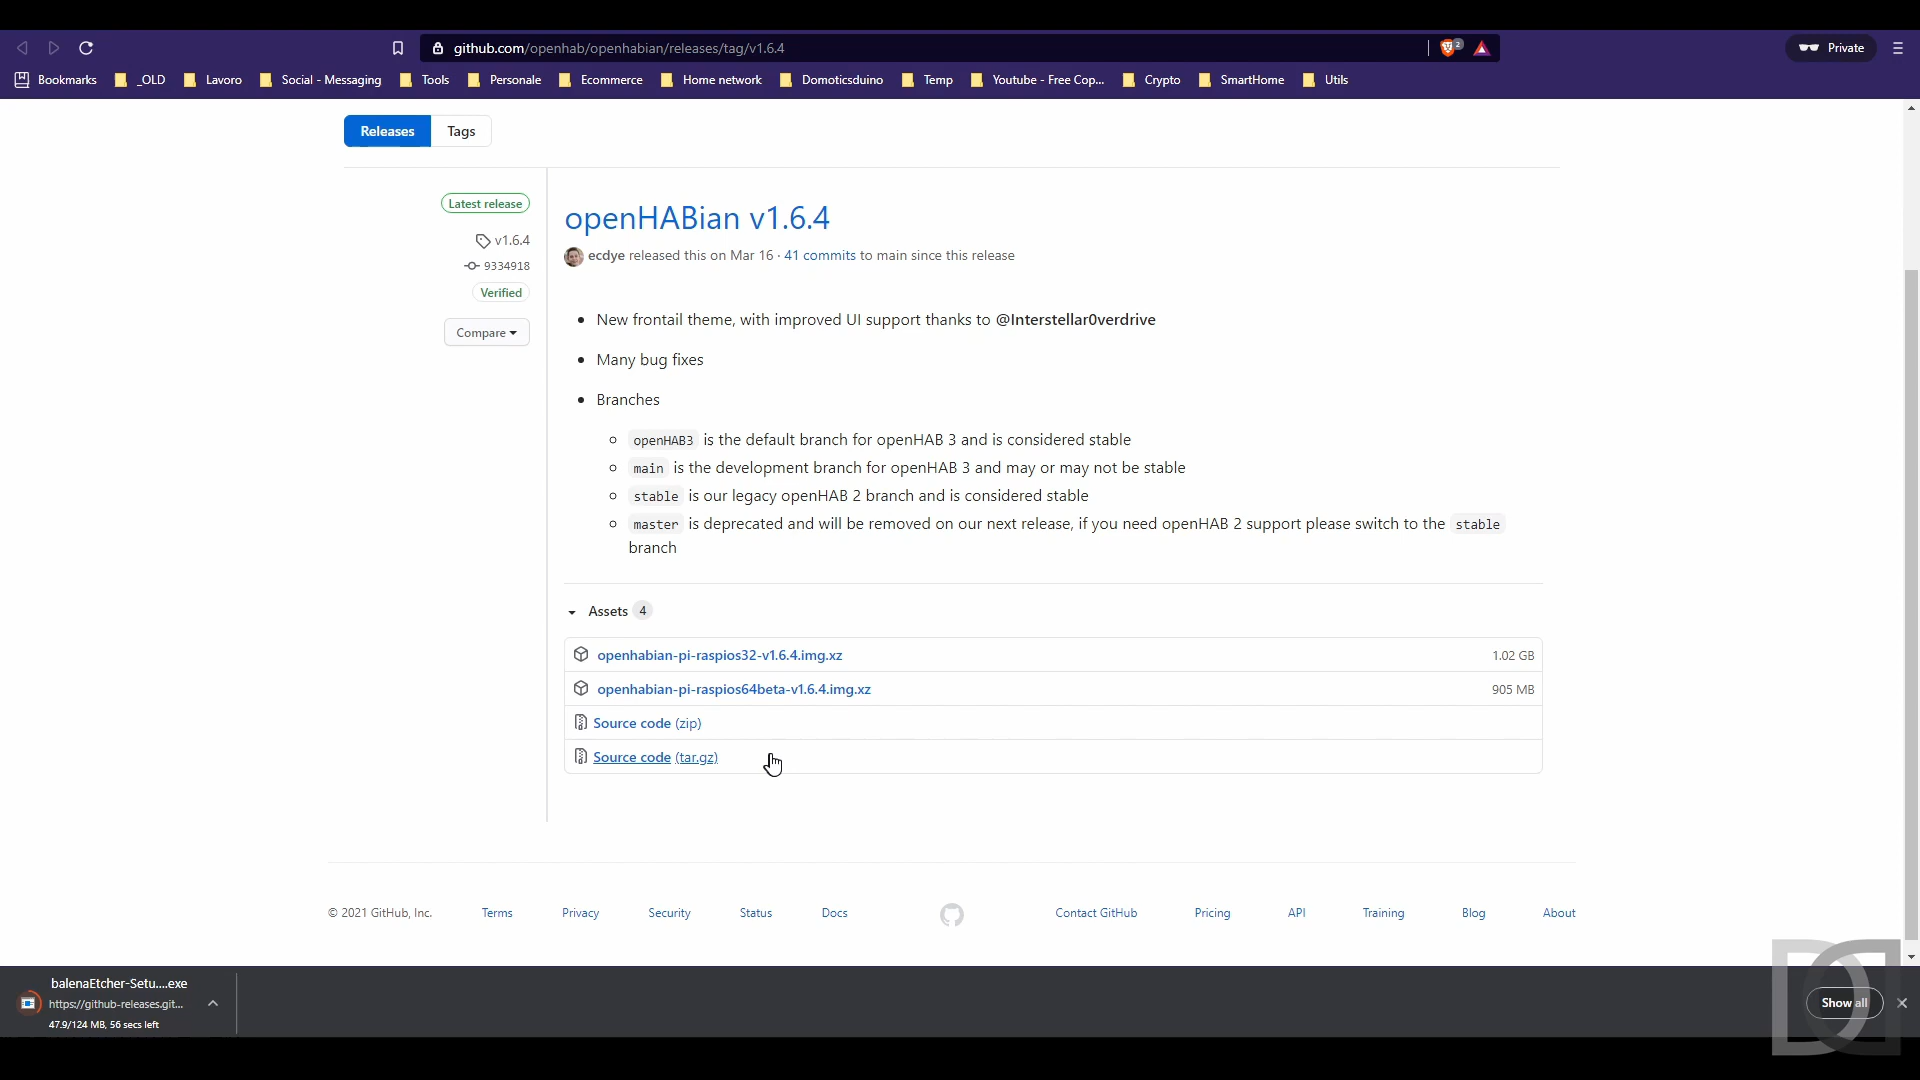 github.com/openhab/openhabian/releases/tag/v1.6.4
2
Private
Bookmarks _OLD Lavoro Social - Messaging Tools Personale Ecommerce Home network Domoticsduino Temp Youtube - Free Cop... Crypto SmartHome Utils
Releases Tags
Latest release
v1.6.4
9334918
Verified
Compare
openHABian v1.6.4
ecdye released this on Mar 16 · 41 commits to main since this release
• New frontail theme, with improved UI support thanks to @Interstellar0verdrive
• Many bug fixes
• Branches
openHAB3 is the default branch for openHAB 3 and is considered stable
main is the development branch for openHAB 3 and may or may not be stable
stable is our legacy openHAB 2 branch and is considered stable
master is deprecated and will be removed on our next release, if you need openHAB 2 support please switch to the stable
branch
Assets 4
openhabian-pi-raspios32-v1.6.4.img.xz 1.02 GB
openhabian-pi-raspios64beta-v1.6.4.img.xz 905 MB
Source code (zip)
Source code (tar.gz)
© 2021 GitHub, Inc. Terms Privacy Security Status Docs Contact GitHub Pricing API Training Blog About
balenaEtcher-Setu....exe
https://github-releases.git...
47.9/124 MB, 56 secs left
Show all